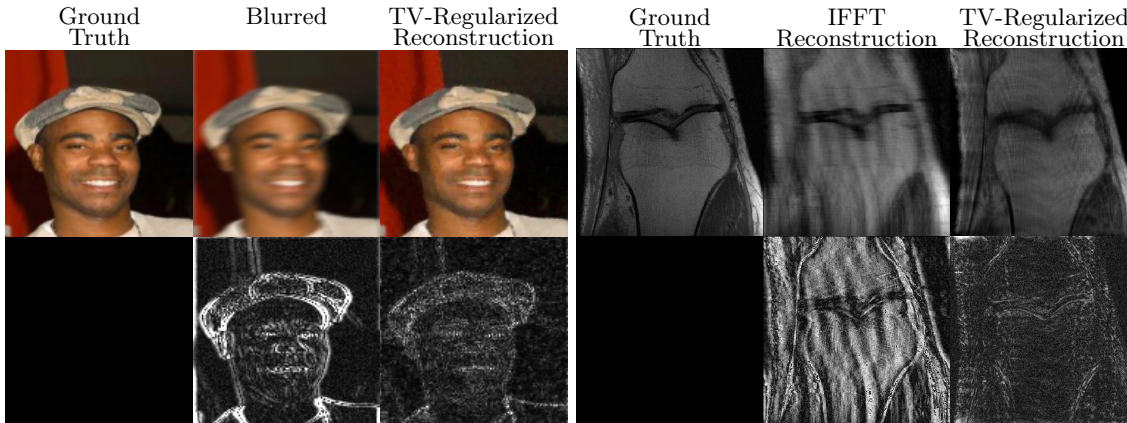 Ground
Truth
Blurred
TV-Regularized
Reconstruction
Ground
Truth
IFFT
Reconstruction
TV-Regularized
Reconstruction